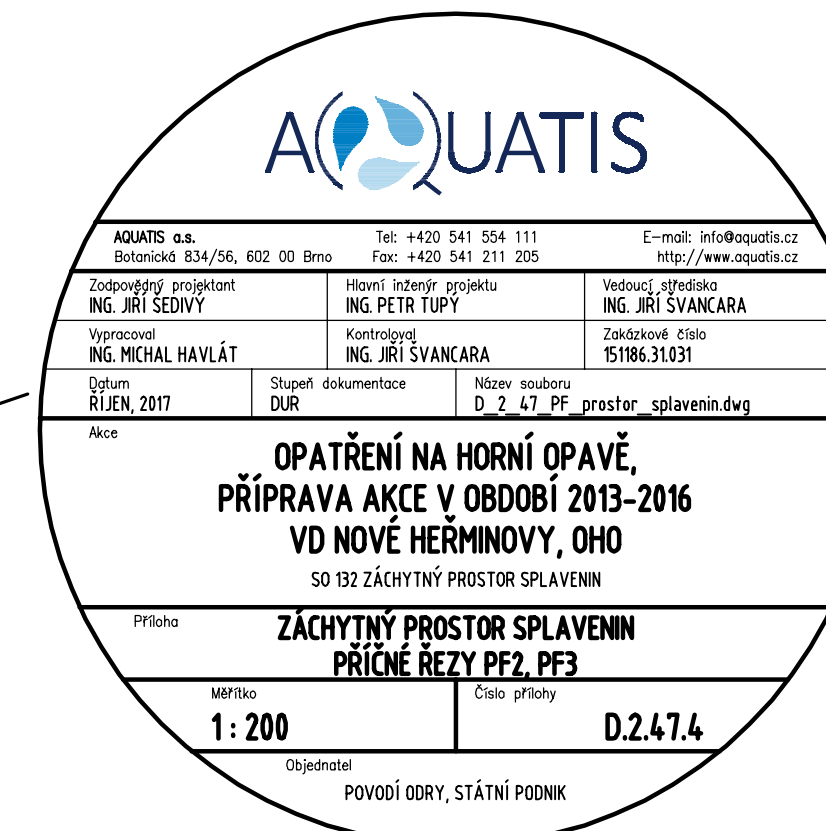 AQUATIS
AQUATIS a.s. Tel: +420 541 554 111 E-mail: info@aquatis.cz
Botanická 834/56, 602 00 Brno Fax: +420 541 211 205 http://www.aquatis.cz
Zodpovědný projektant Hlavní inženýr projektu Vedoucí střediska
ING. JIŘÍ ŠEDIVÝ ING. PETR TUPÝ ING. JIŘÍ ŠVANCARA
Vypracoval Kontroloval Zakázkové číslo
ING. MICHAL HAVLÁT ING. JIŘÍ ŠVANCARA 151186.31.031
Datum Stupeň dokumentace Název souboru
ŘÍJEN, 2017 DUR D_2_47_PF_prostor_splavenin.dwg
Akce
OPATŘENÍ NA HORNÍ OPAVĚ,
PŘÍPRAVA AKCE V OBDOBÍ 2013-2016
VD NOVÉ HEŘMINOVY, OHO
SO 132 ZÁCHYTNÝ PROSTOR SPLAVENIN
Příloha
ZÁCHYTNÝ PROSTOR SPLAVENIN
PŘÍČNÉ ŘEZY PF2, PF3
Měřítko Číslo přílohy
1 : 200 D.2.47.4
Objednatel
POVODÍ ODRY, STÁTNÍ PODNIK